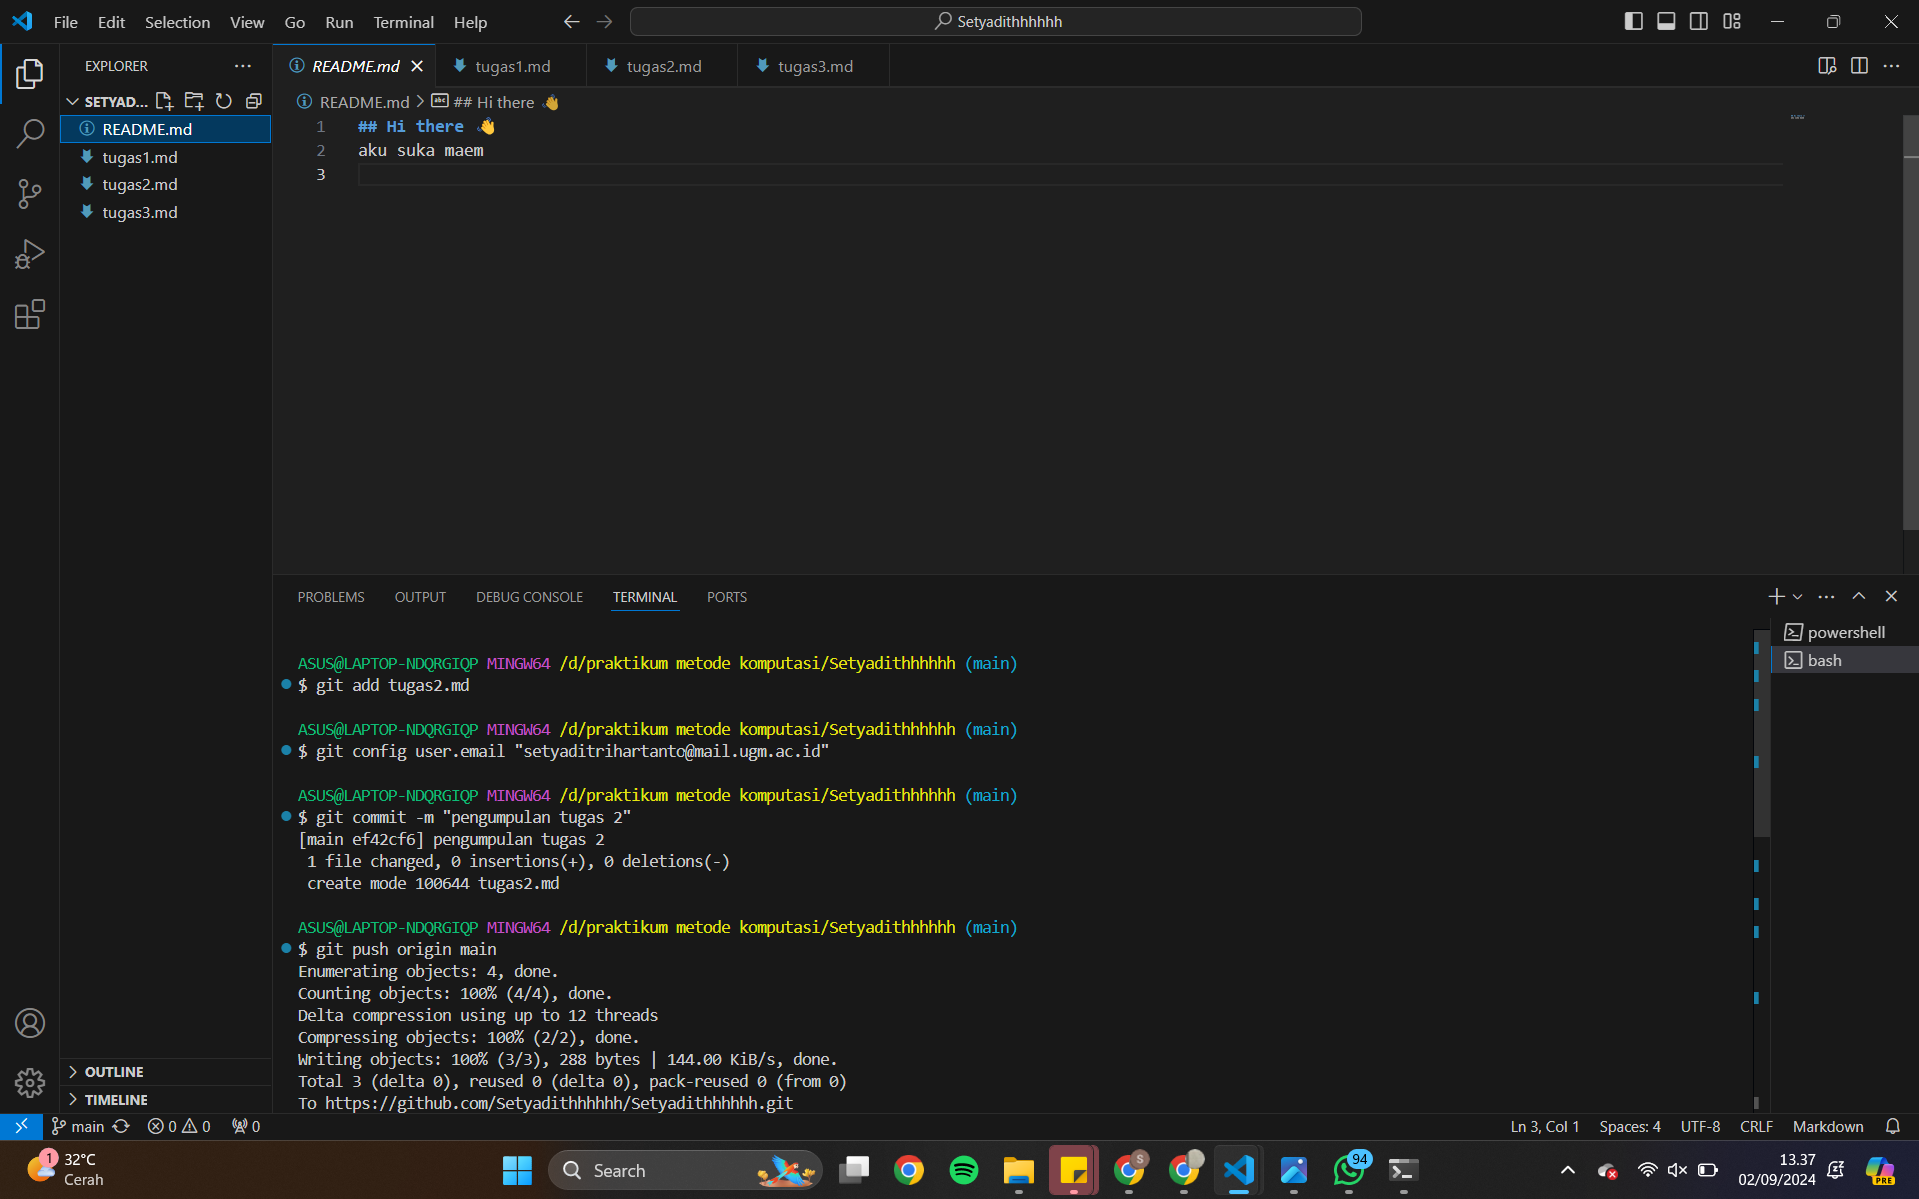 File Edit Selection View Go Run Terminal Help
Setyadithhhhhh
EXPLORER
README.md
tugas1.md
tugas2.md
tugas3.md
SETYAD...
README.md
tugas1.md
tugas2.md
tugas3.md
README.md > ## Hi there 👋
1 ## Hi there 👋
2 aku suka maem
3
PROBLEMS OUTPUT DEBUG CONSOLE TERMINAL PORTS
powershell
bash
ASUS@LAPTOP-NDQRGIQP MINGW64 /d/praktikum metode komputasi/Setyadithhhhhh (main)
$ git add tugas2.md
ASUS@LAPTOP-NDQRGIQP MINGW64 /d/praktikum metode komputasi/Setyadithhhhhh (main)
$ git config user.email "setyaditrihartanto@mail.ugm.ac.id"
ASUS@LAPTOP-NDQRGIQP MINGW64 /d/praktikum metode komputasi/Setyadithhhhhh (main)
$ git commit -m "pengumpulan tugas 2"
[main ef42cf6] pengumpulan tugas 2
1 file changed, 0 insertions(+), 0 deletions(-)
create mode 100644 tugas2.md
ASUS@LAPTOP-NDQRGIQP MINGW64 /d/praktikum metode komputasi/Setyadithhhhhh (main)
$ git push origin main
Enumerating objects: 4, done.
Counting objects: 100% (4/4), done.
Delta compression using up to 12 threads
Compressing objects: 100% (2/2), done.
Writing objects: 100% (3/3), 288 bytes | 144.00 KiB/s, done.
Total 3 (delta 0), reused 0 (delta 0), pack-reused 0 (from 0)
To https://github.com/Setyadithhhhhh/Setyadithhhhhh.git
OUTLINE
TIMELINE
main 0 0 0
Ln 3, Col 1 Spaces: 4 UTF-8 CRLF Markdown
1
32°C
Cerah
Search
S
94
13.37
02/09/2024
PRE